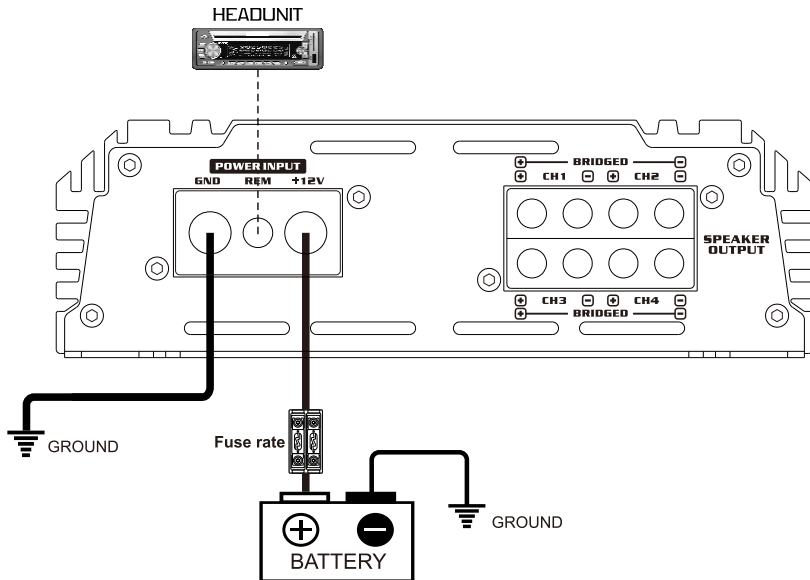 HEADUNIT
POWER INPUT
GND REM +12V
+ BRIDGED -
+ CH1 - + CH2 -
SPEAKER
OUTPUT
+ CH3 - + CH4 -
+ BRIDGED -
GROUND
Fuse rate
GROUND
+ -
BATTERY